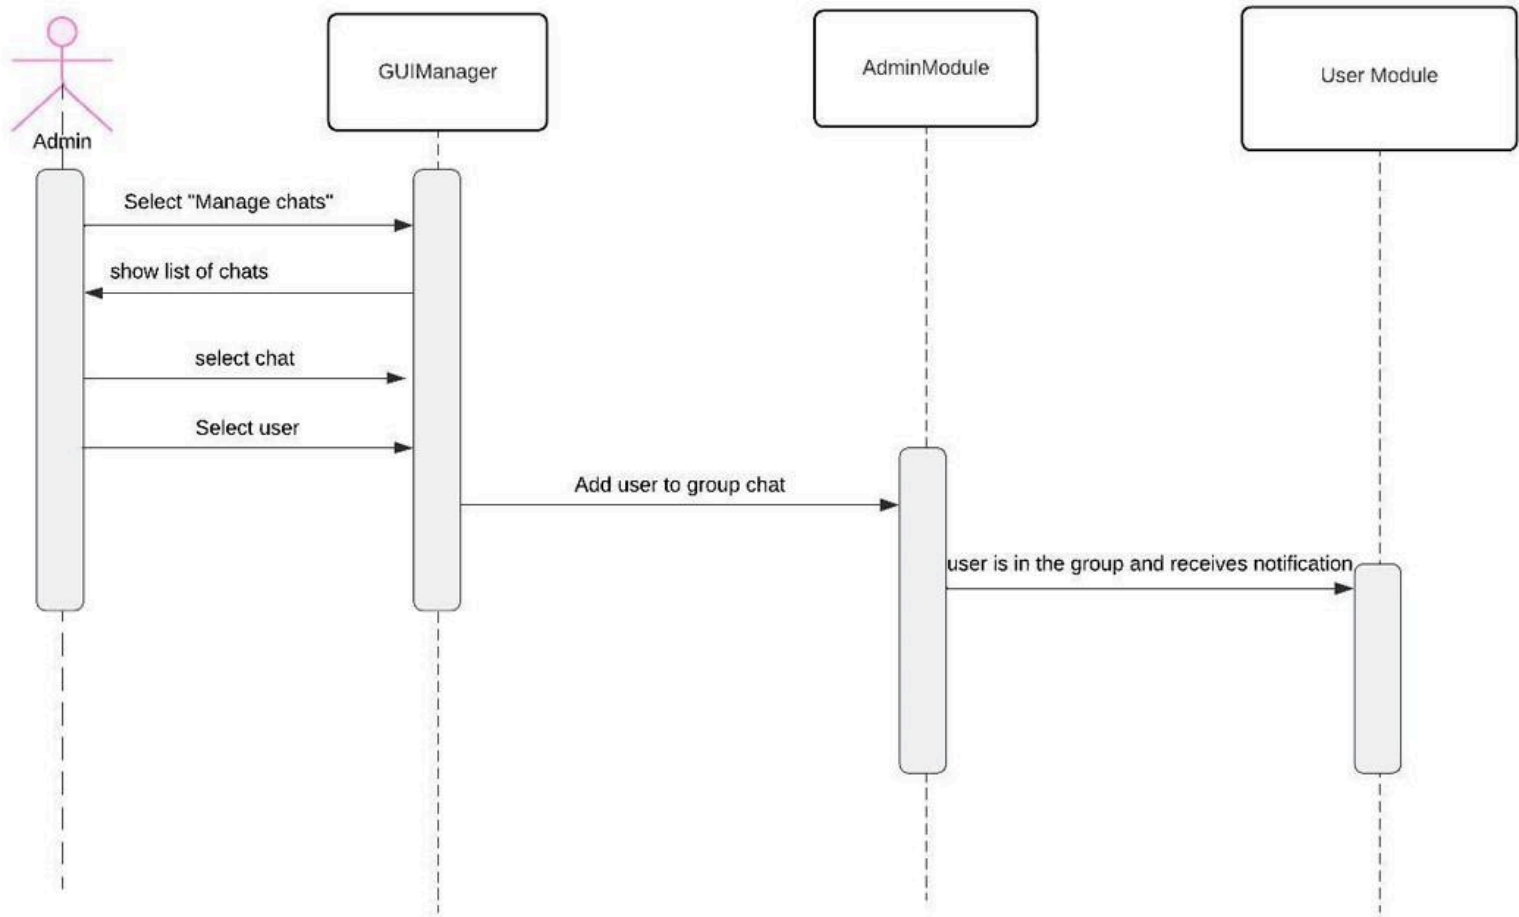 GUIManager
AdminModule
User Module
Admin
Select "Manage chats"
show list of chats
select chat
Select user
Add user to group chat
user is in the group and receives notification